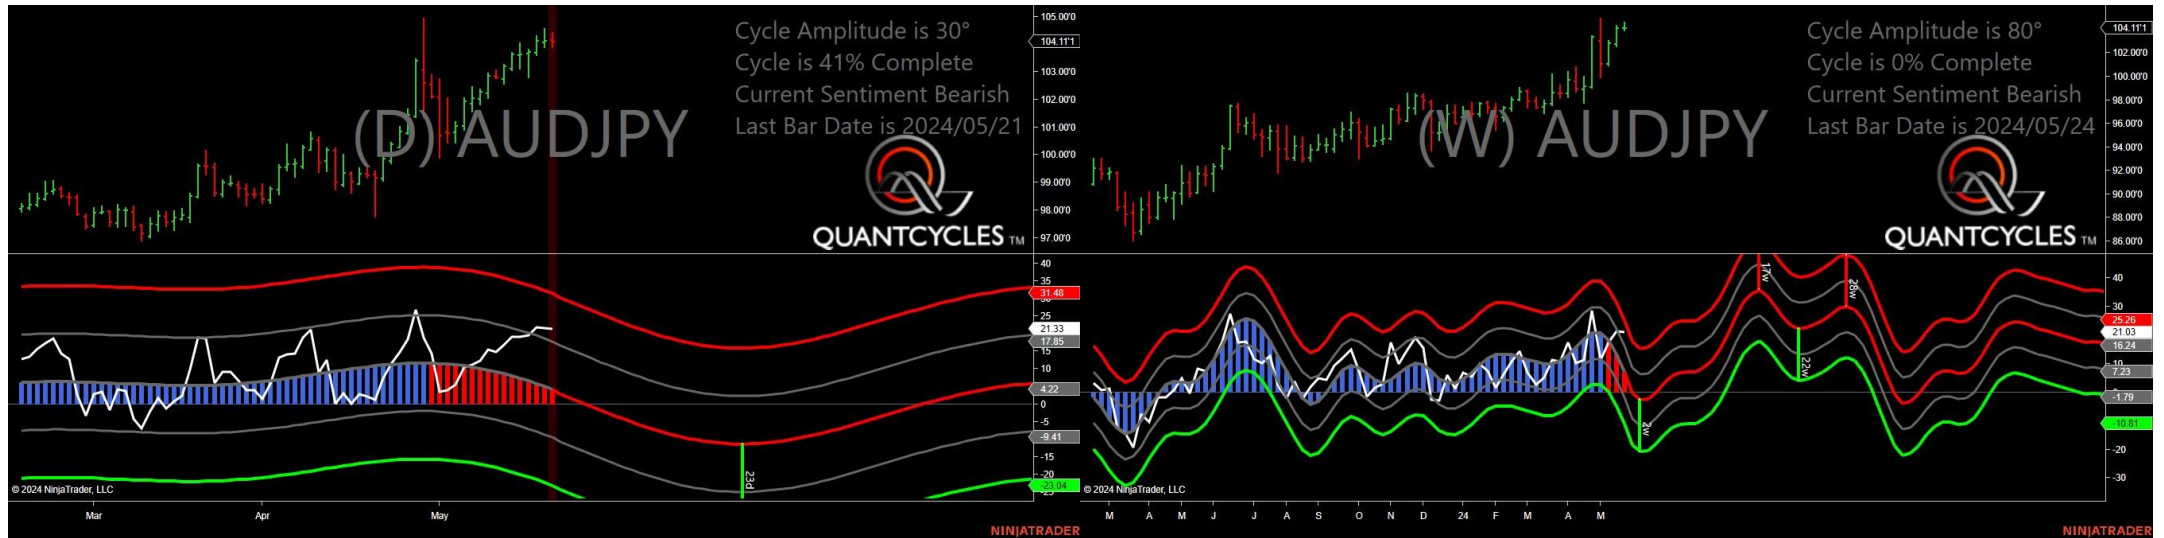 Cycle Amplitude is 30°
Cycle is 41% Complete
Current Sentiment Bearish
Last Bar Date is 2024/05/21
(D) AUDJPY
QUANTCYCLES TM
105.00'0
104.11'1
103.00'0
102.00'0
101.00'0
100.00'0
99.00'0
98.00'0
97.00'0
40
35
31.48
25
21.33
17.85
15
10
4.22
0
-5
-9.41
-15
-20
-23.04
23d
© 2024 NinjaTrader, LLC
Mar Apr May
NINJATRADER
Cycle Amplitude is 80°
Cycle is 0% Complete
Current Sentiment Bearish
Last Bar Date is 2024/05/24
(W) AUDJPY
QUANTCYCLES TM
104.11'1
102.00'0
100.00'0
98.00'0
96.00'0
94.00'0
92.00'0
90.00'0
88.00'0
86.00'0
17w
28w
22w
2w
40
30
25.26
21.03
16.24
10
7.23
-1.79
-10.81
-20
-30
© 2024 NinjaTrader, LLC
M A M J J A S O N D 24 F M A M
NINJATRADER